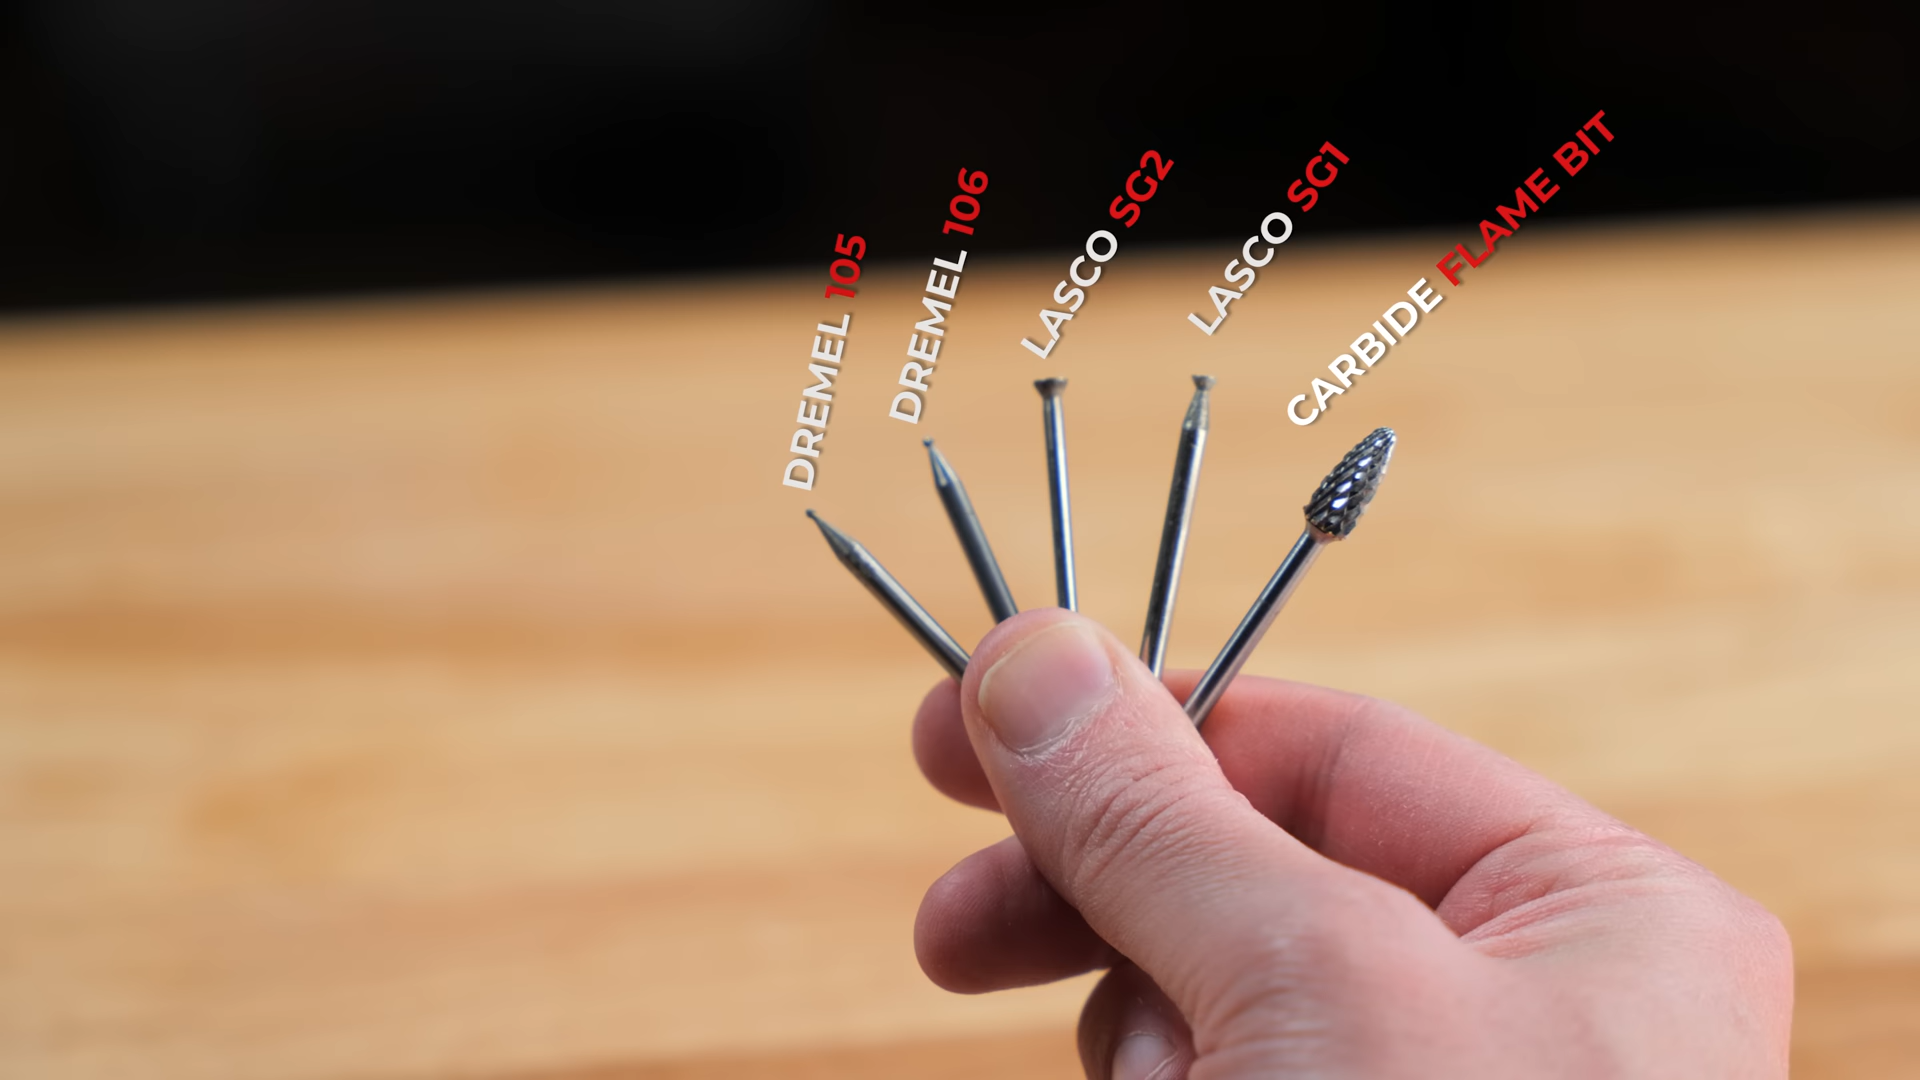 DREMEL 105
DREMEL 106
LASCO SG2
LASCO SG1
CARBIDE FLAME BIT